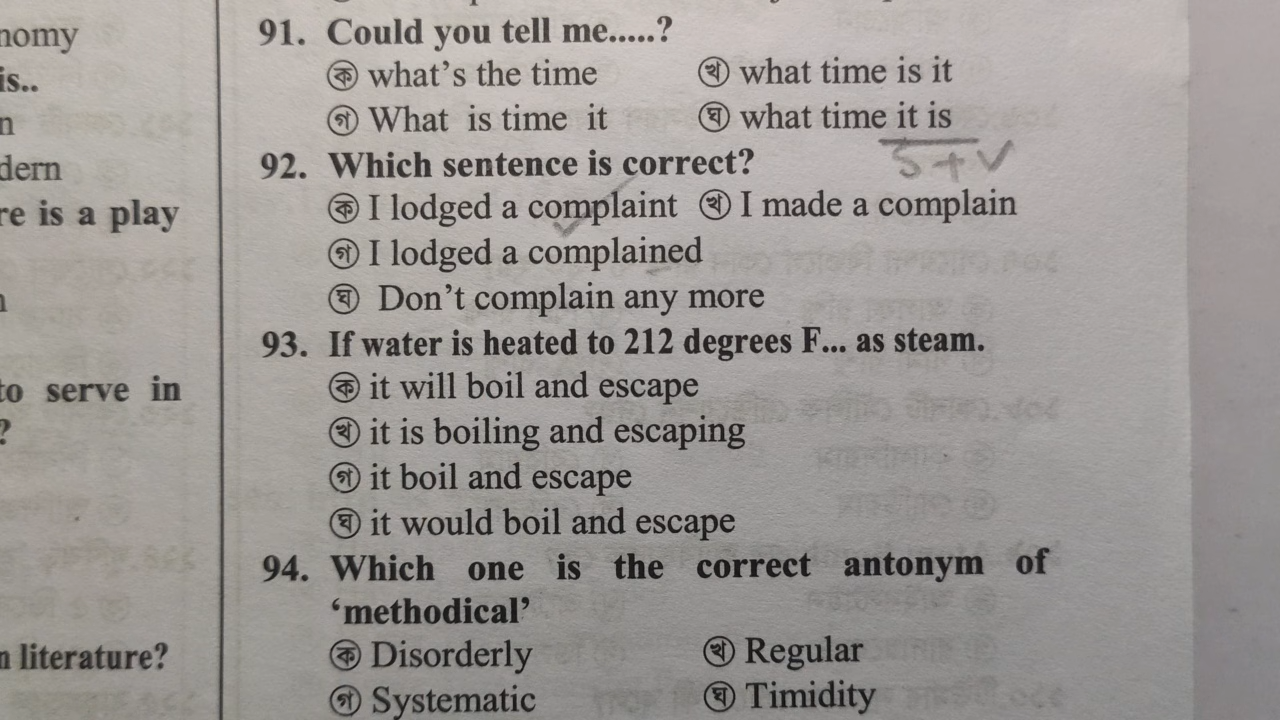 nomy
is..
n
dern
re is a play
to serve in
?
n literature?
91. Could you tell me.....?
ক what's the time খ what time is it
গ What is time it ঘ what time it is
S + V
92. Which sentence is correct?
ক I lodged a complaint খ I made a complain
গ I lodged a complained
ঘ Don't complain any more
93. If water is heated to 212 degrees F... as steam.
ক it will boil and escape
খ it is boiling and escaping
গ it boil and escape
ঘ it would boil and escape
94. Which one is the correct antonym of
'methodical'
ক Disorderly খ Regular
গ Systematic ঘ Timidity